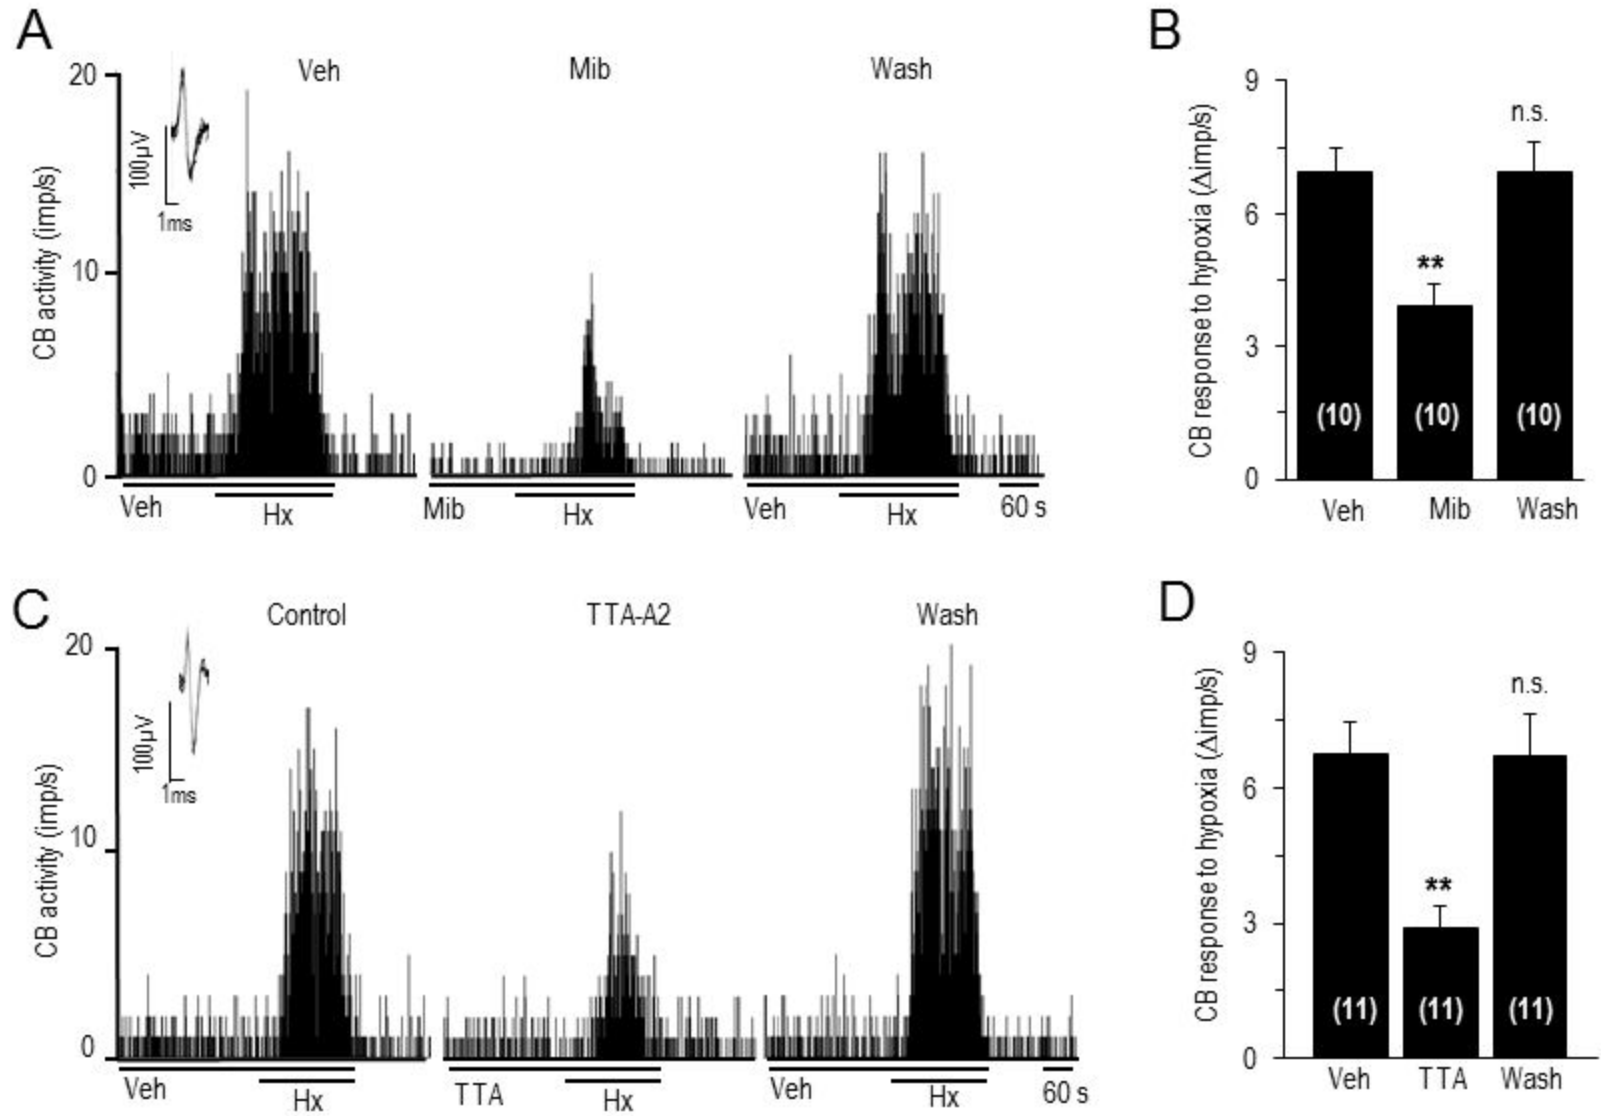 A
Veh
Mib
Wash
20
10
0
CB activity (imp/s)
100µV
1ms
Veh
Hx
Mib
Hx
Veh
Hx
60 s
B
9
6
3
0
CB response to hypoxia (Δimp/s)
**
n.s.
(10)
(10)
(10)
Veh
Mib
Wash
C
Control
TTA-A2
Wash
20
10
0
CB activity (imp/s)
100µV
1ms
Veh
Hx
TTA
Hx
Veh
Hx
60 s
D
9
6
3
0
CB response to hypoxia (Δimp/s)
**
n.s.
(11)
(11)
(11)
Veh
TTA
Wash